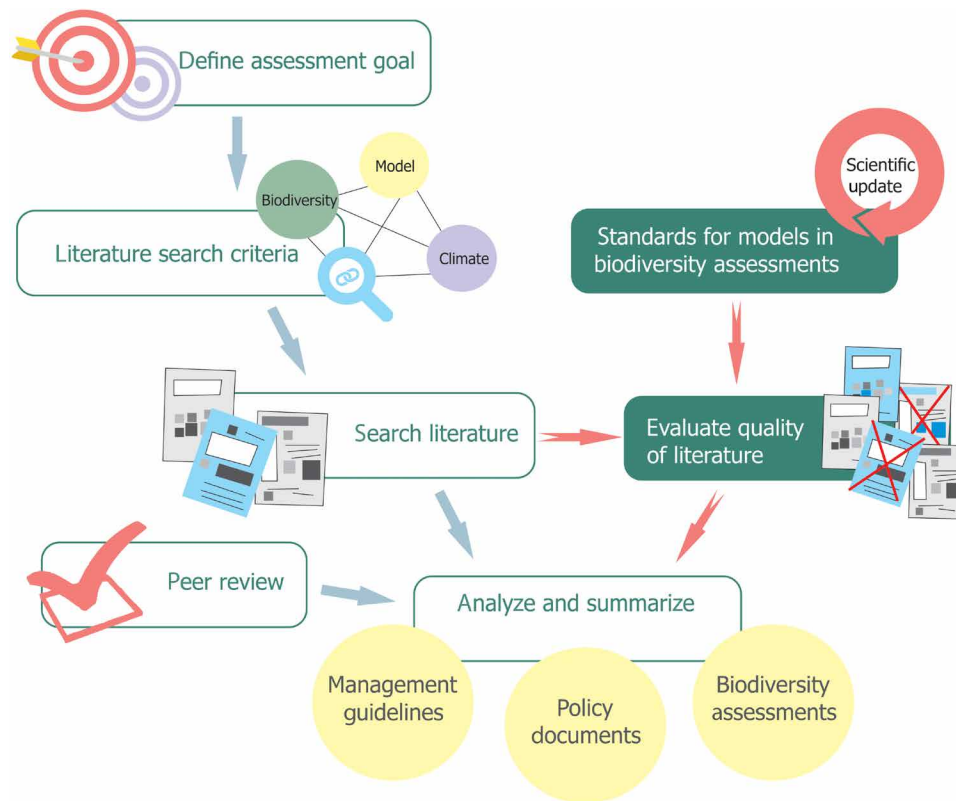 Define assessment goal
Model
Biodiversity
Climate
Literature search criteria
Scientific
update
Standards for models in
biodiversity assessments
Search literature
Evaluate quality
of literature
Peer review
Analyze and summarize
Management
guidelines
Policy
documents
Biodiversity
assessments